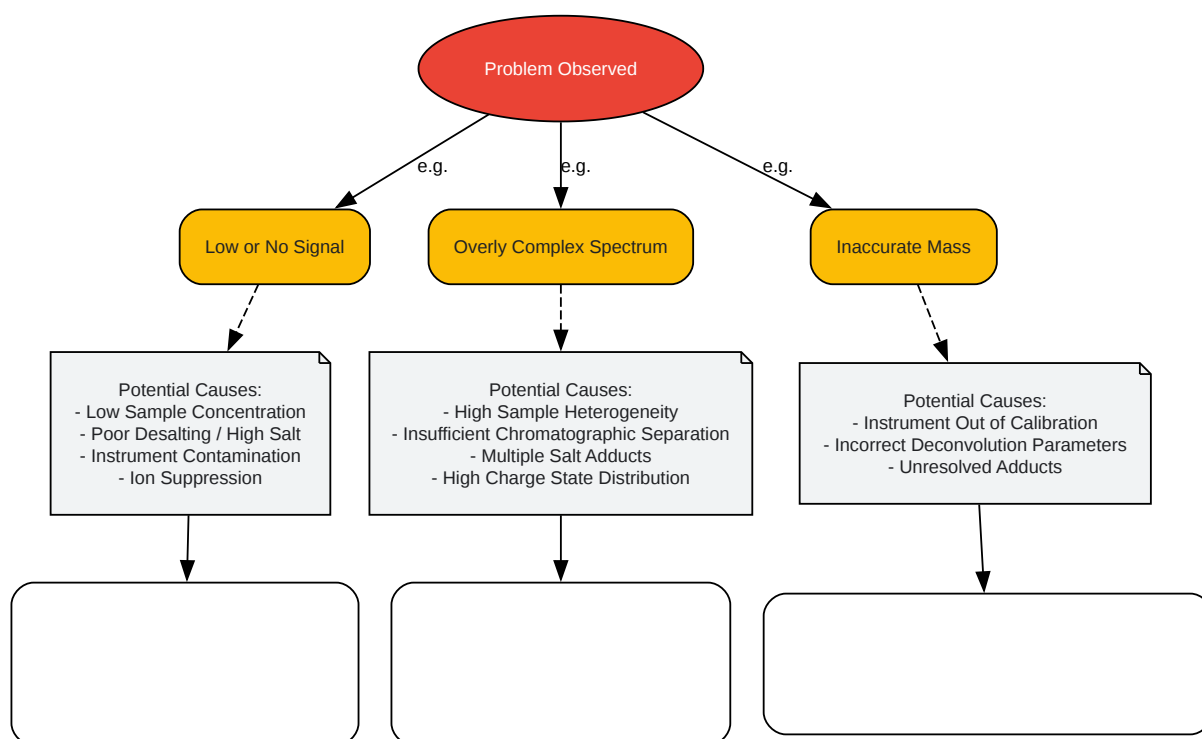 Problem Observed
e.g.
e.g.
e.g.
Low or No Signal
Overly Complex Spectrum
Inaccurate Mass
Potential Causes:
- Low Sample Concentration
- Poor Desalting / High Salt
- Instrument Contamination
- Ion Suppression
Potential Causes:
- High Sample Heterogeneity
- Insufficient Chromatographic Separation
- Multiple Salt Adducts
- High Charge State Distribution
Potential Causes:
- Instrument Out of Calibration
- Incorrect Deconvolution Parameters
- Unresolved Adducts